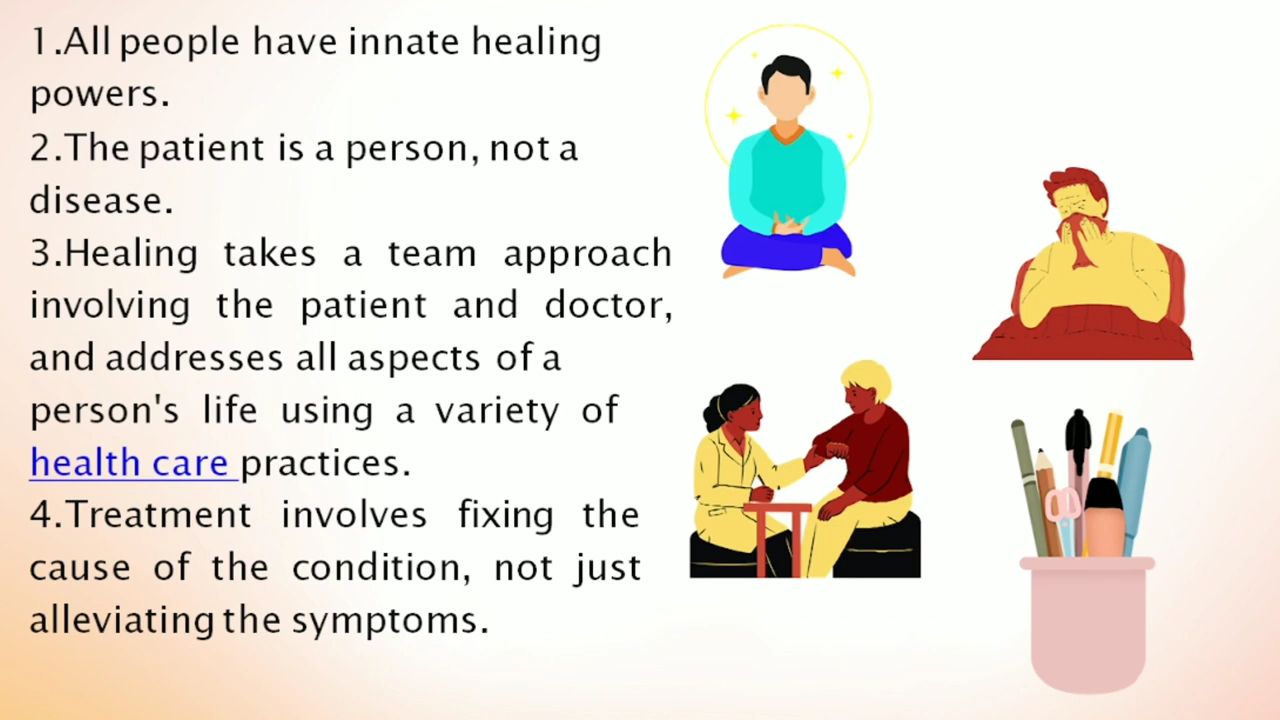 1.All people have innate healing
powers.
2.The patient is a person, not a
disease.
3.Healing takes a team approach
involving the patient and doctor,
and addresses all aspects of a
person's life using a variety of
health care practices.
4.Treatment involves fixing the
cause of the condition, not just
alleviating the symptoms.